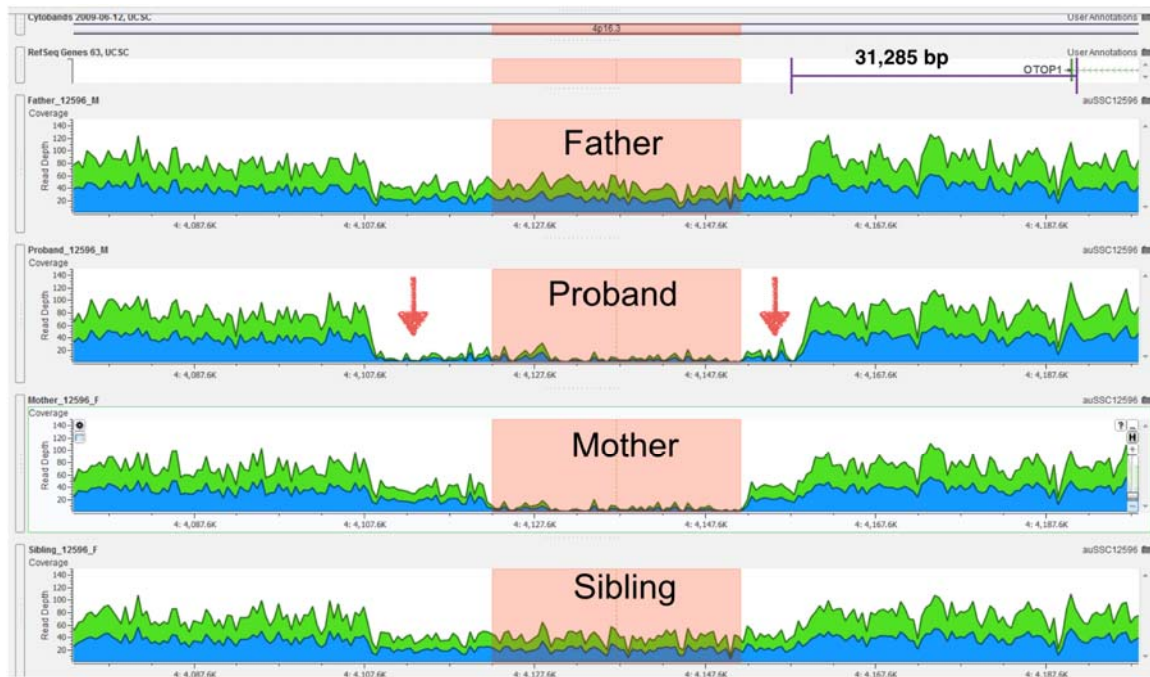 Cytobands 2009-06-12, UCSC
User Annotations
4p16.3
RefSeq Genes 63, UCSC
User Annotations
31,285 bp
OTOP1
Father_12596_M
auSSC12596
Coverage
Read Depth
140
120
100
80
60
40
20
Father
4: 4,087.6K 4: 4,107.6K 4: 4,127.6K 4: 4,147.6K 4: 4,167.6K 4: 4,187.6K
Proband_12596_M
auSSC12596
Coverage
Read Depth
140
120
100
80
60
40
20
Proband
4: 4,087.6K 4: 4,107.6K 4: 4,127.6K 4: 4,147.6K 4: 4,167.6K 4: 4,187.6K
Mother_12596_F
auSSC12596
Coverage
Read Depth
140
120
100
80
60
40
20
Mother
?
H
4: 4,087.6K 4: 4,107.6K 4: 4,127.6K 4: 4,147.6K 4: 4,167.6K 4: 4,187.6K
Sibling_12596_F
auSSC12596
Coverage
Read Depth
140
120
100
80
60
40
20
Sibling
4: 4,087.6K 4: 4,107.6K 4: 4,127.6K 4: 4,147.6K 4: 4,167.6K 4: 4,187.6K